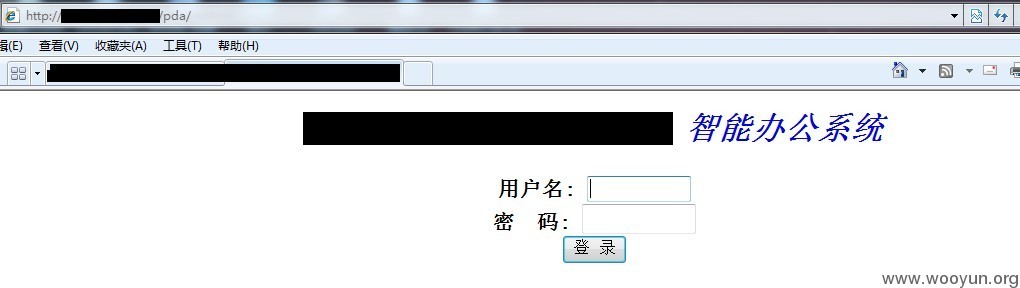 http:// /pda/
辑(E) 查看(V) 收藏夹(A) 工具(T) 帮助(H)
智能办公系统
用户名:
密 码:
登 录
www.wooyun.org